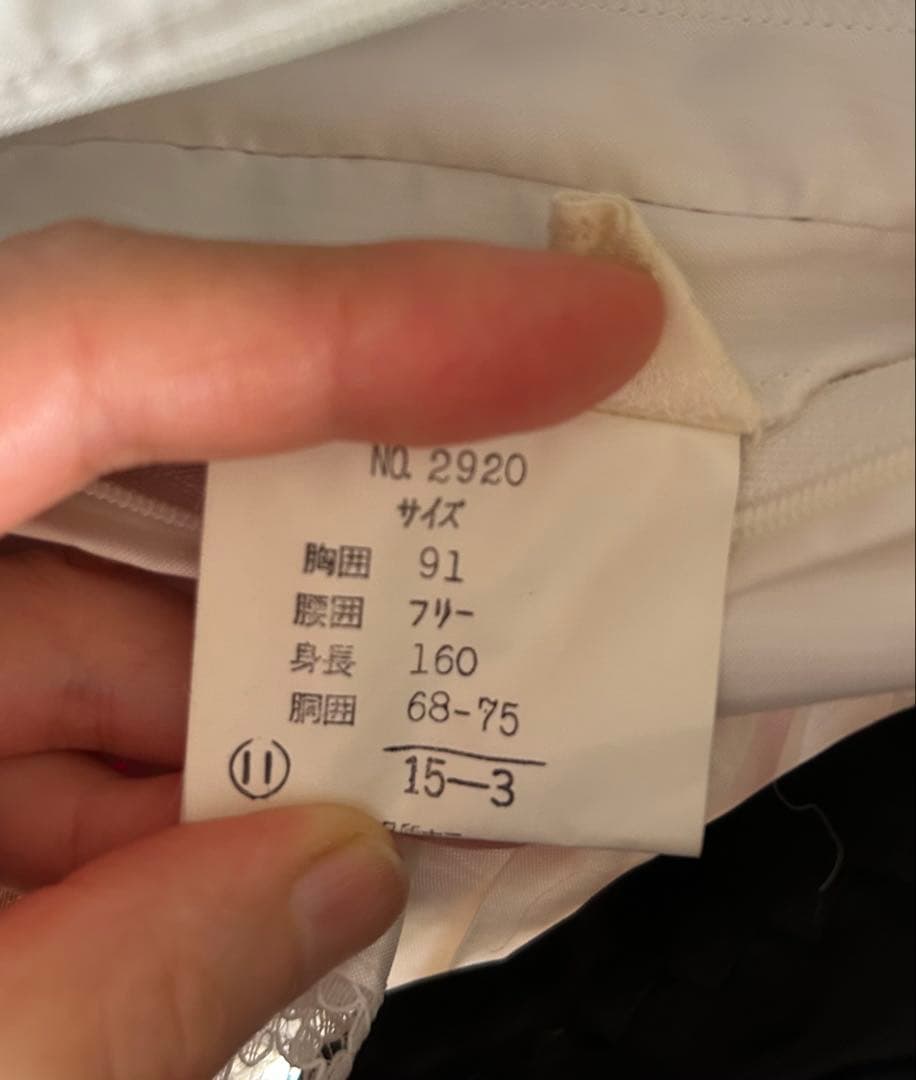 NO. 2920
サイズ
胸囲 91
腰囲 フリー
身長 160
胴囲 68-75
⑪ 15—3